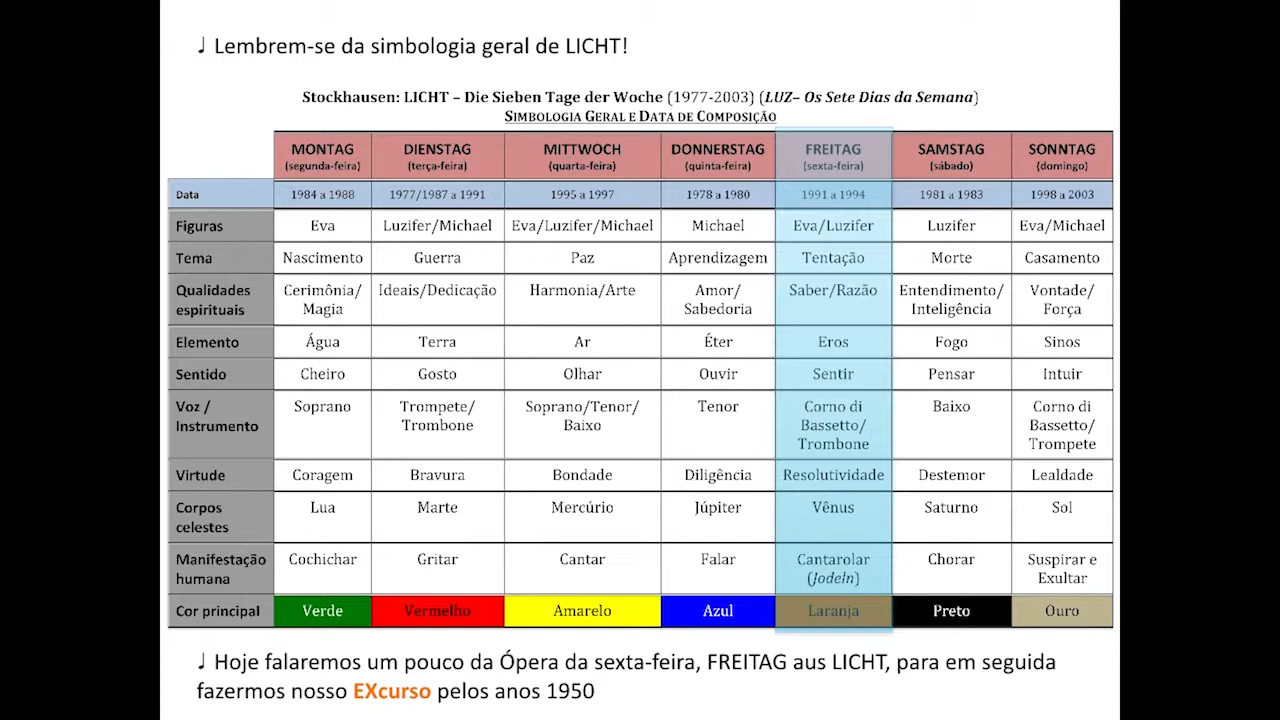 ♩ Lembrem-se da simbologia geral de LICHT!
Stockhausen: LICHT – Die Sieben Tage der Woche (1977-2003) (LUZ– Os Sete Dias da Semana)
SIMBOLOGIA GERAL E DATA DE COMPOSIÇÃO
MONTAG DIENSTAG MITTWOCH DONNERSTAG FREITAG SAMSTAG SONNTAG
(segunda-feira) (terça-feira) (quarta-feira) (quinta-feira) (sexta-feira) (sábado) (domingo)
Data 1984 a 1988 1977/1987 a 1991 1995 a 1997 1978 a 1980 1991 a 1994 1981 a 1983 1998 a 2003
Figuras Eva Luzifer/Michael Eva/Luzifer/Michael Michael Eva/Luzifer Luzifer Eva/Michael
Tema Nascimento Guerra Paz Aprendizagem Tentação Morte Casamento
Qualidades Cerimônia/ Ideais/Dedicação Harmonia/Arte Amor/ Saber/Razão Entendimento/ Vontade/
espirituais Magia Sabedoria Inteligência Força
Elemento Água Terra Ar Éter Eros Fogo Sinos
Sentido Cheiro Gosto Olhar Ouvir Sentir Pensar Intuir
Voz / Soprano Trompete/ Soprano/Tenor/ Tenor Corno di Baixo Corno di
Instrumento Trombone Baixo Bassetto/ Bassetto/
Trombone Trompete
Virtude Coragem Bravura Bondade Diligência Resolutividade Destemor Lealdade
Corpos Lua Marte Mercúrio Júpiter Vênus Saturno Sol
celestes
Manifestação Cochichar Gritar Cantar Falar Cantarolar Chorar Suspirar e
humana (Jodeln) Exultar
Cor principal Verde Vermelho Amarelo Azul Laranja Preto Ouro
♩ Hoje falaremos um pouco da Ópera da sexta-feira, FREITAG aus LICHT, para em seguida
fazermos nosso EXcurso pelos anos 1950